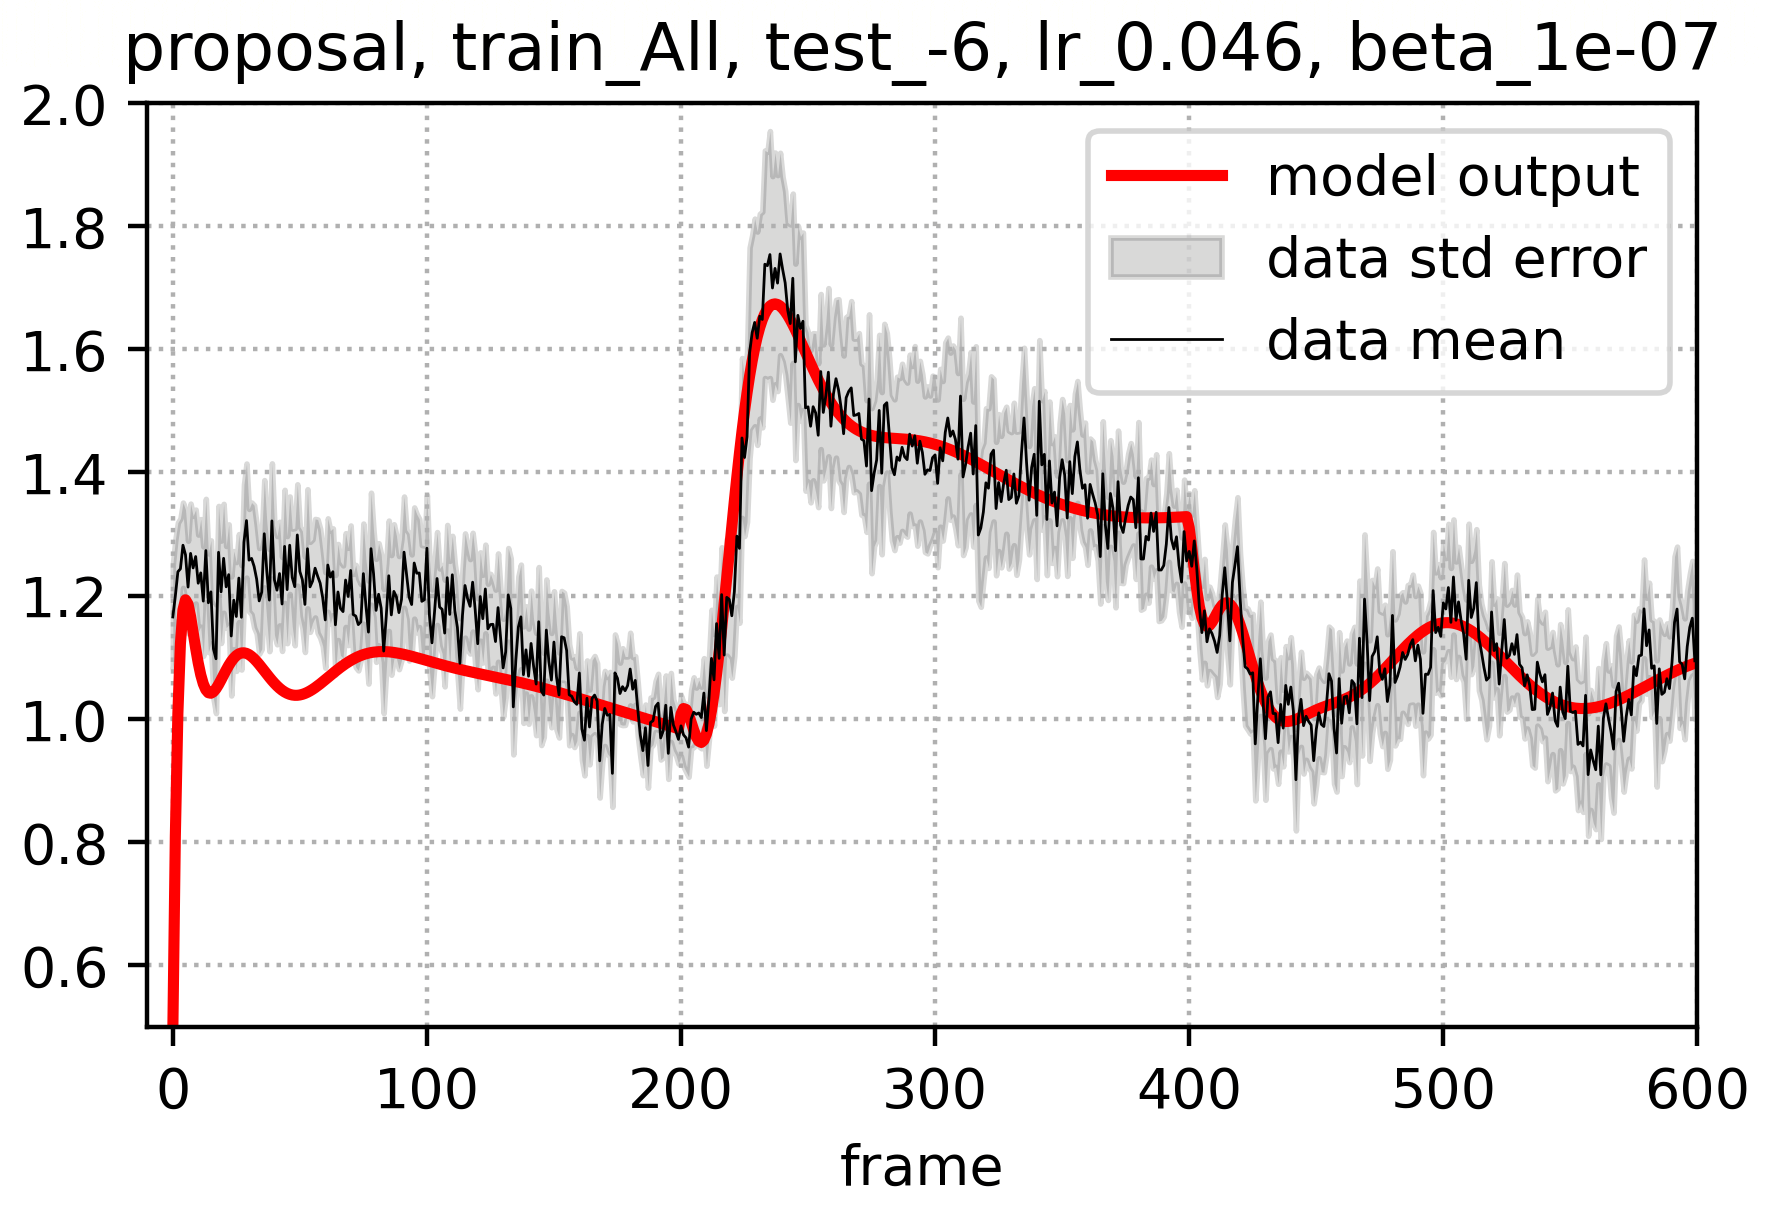 proposal, train_All, test_-6, lr_0.046, beta_1e-07
2.0
1.8
1.6
1.4
1.2
1.0
0.8
0.6
model output
data std error
data mean
0 100 200 300 400 500 600
frame